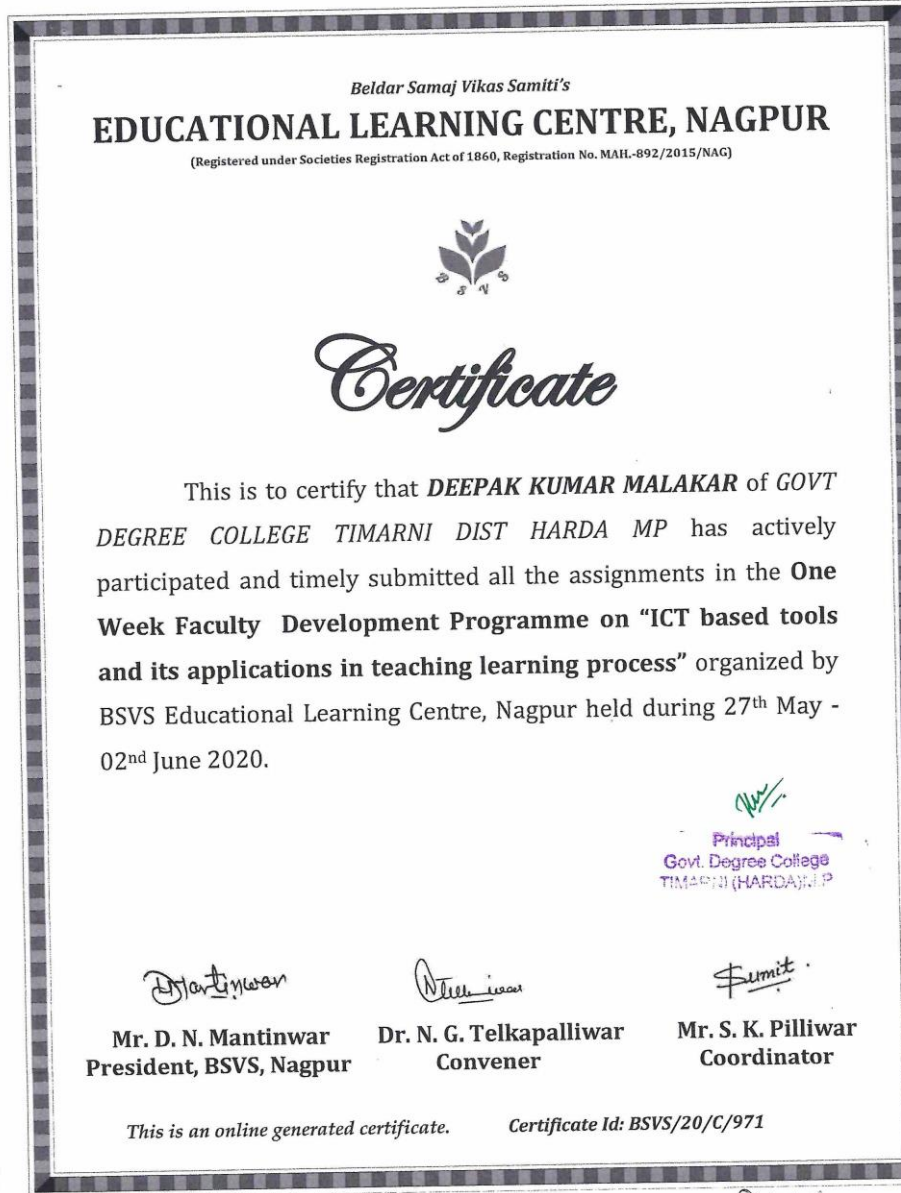 Beldar Samaj Vikas Samiti's
EDUCATIONAL LEARNING CENTRE, NAGPUR
(Registered under Societies Registration Act of 1860, Registration No. MAH.-892/2015/NAG)
B S V S
Certificate
This is to certify that DEEPAK KUMAR MALAKAR of GOVT
DEGREE COLLEGE TIMARNI DIST HARDA MP has actively
participated and timely submitted all the assignments in the One
Week Faculty Development Programme on “ICT based tools
and its applications in teaching learning process” organized by
BSVS Educational Learning Centre, Nagpur held during 27th May -
02nd June 2020.
Principal
Govt. Degree College
TIMARNI (HARDA) M.P
DMantinwar
Sumit
Mr. D. N. Mantinwar
President, BSVS, Nagpur
Dr. N. G. Telkapalliwar
Convener
Mr. S. K. Pilliwar
Coordinator
This is an online generated certificate.
Certificate Id: BSVS/20/C/971